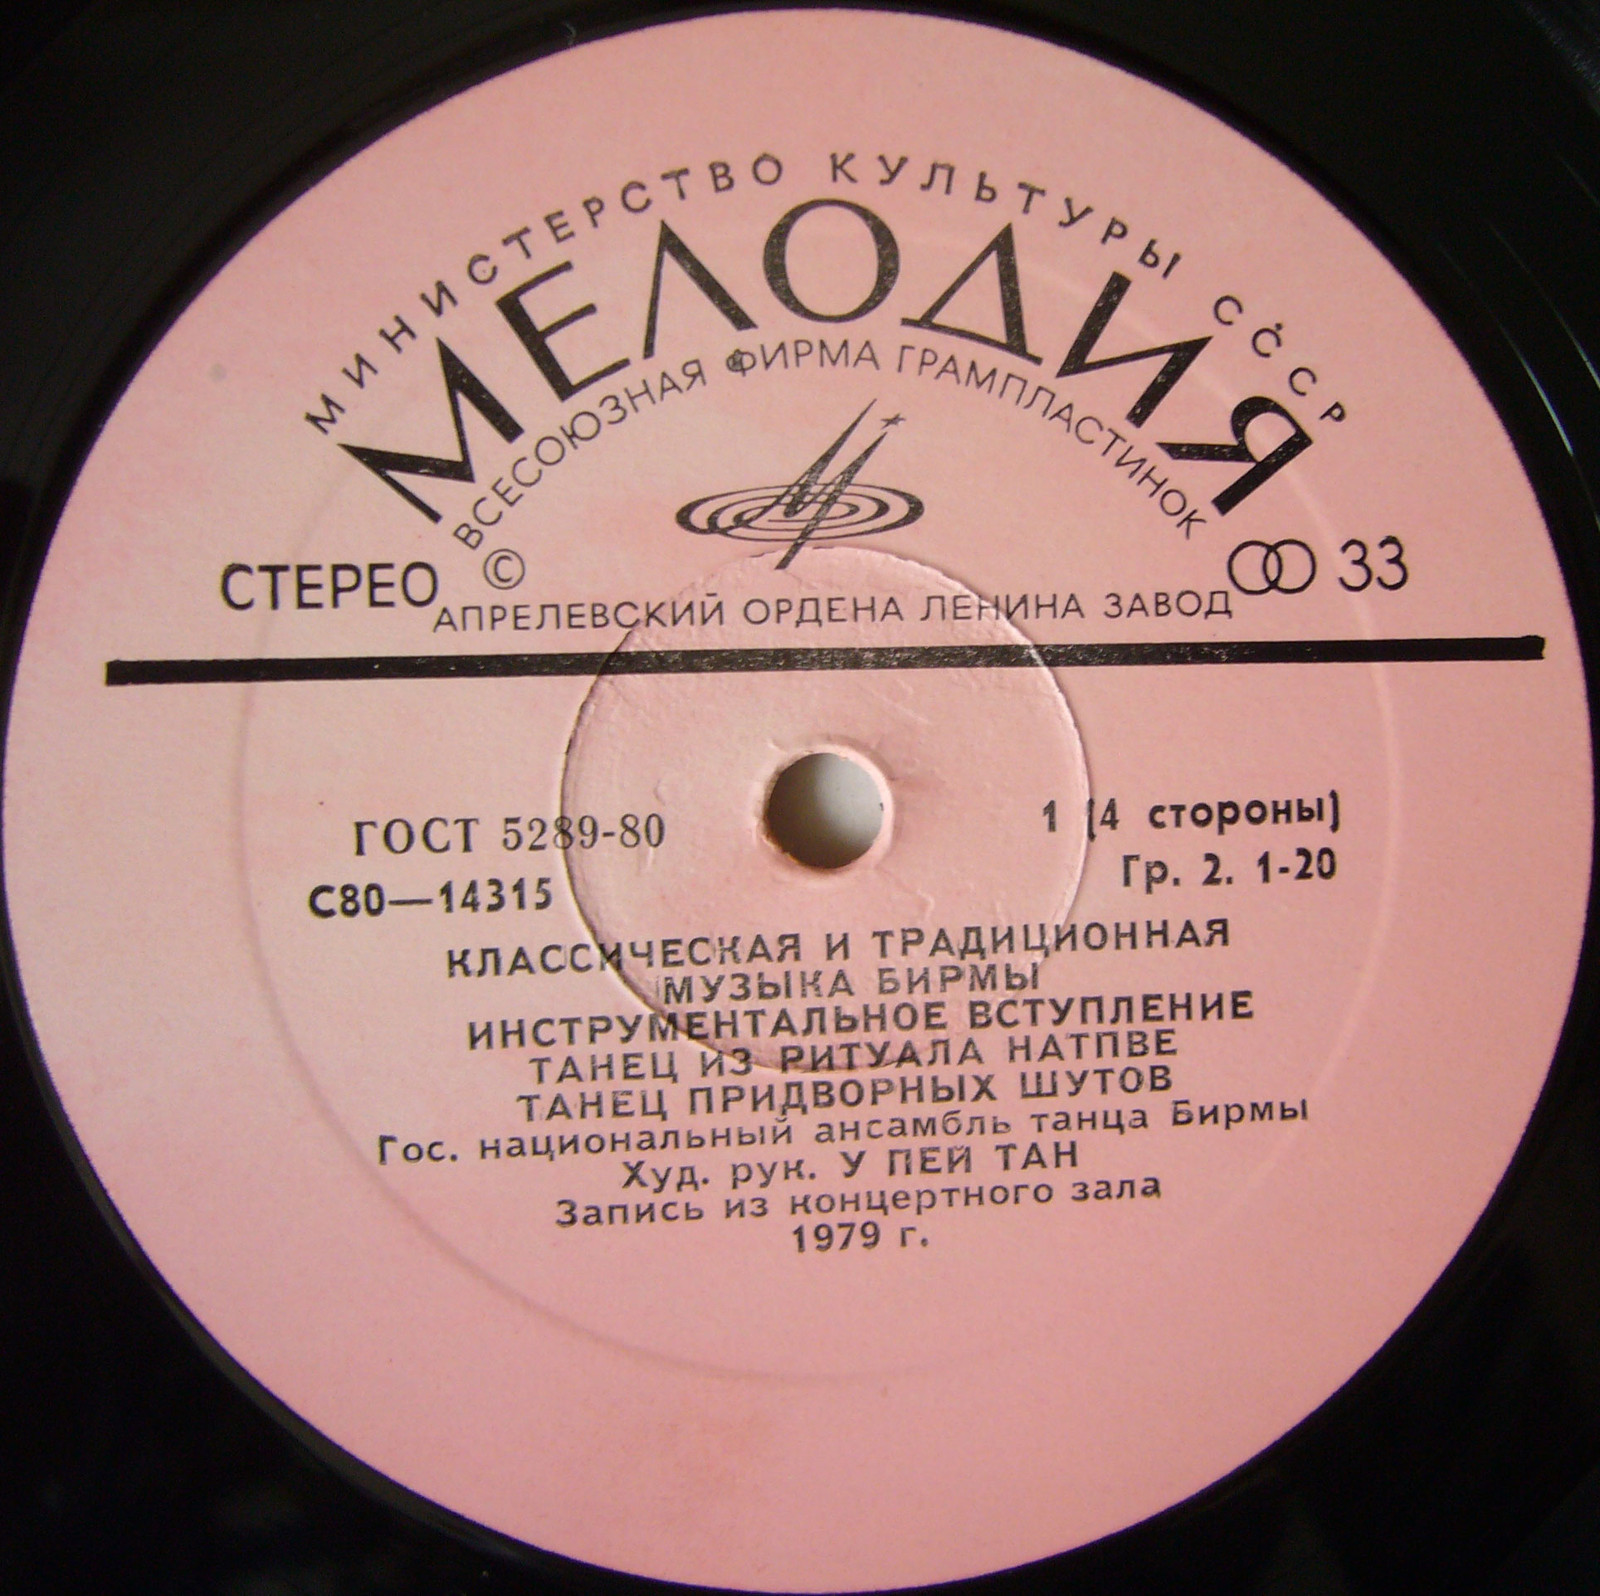 МИНИСТЕРСТВО КУЛЬТУРЫ СССР
МЕЛОДИЯ
ВСЕСОЮЗНАЯ ФИРМА ГРАМПЛАСТИНОК
СТЕРЕО © 33
АПРЕЛЕВСКИЙ ОРДЕНА ЛЕНИНА ЗАВОД
ГОСТ 5289-80 1 (4 стороны)
С80—14315 Гр. 2. 1-20
КЛАССИЧЕСКАЯ И ТРАДИЦИОННАЯ
МУЗЫКА БИРМЫ
ИНСТРУМЕНТАЛЬНОЕ ВСТУПЛЕНИЕ
ТАНЕЦ ИЗ РИТУАЛА НАТПВЕ
ТАНЕЦ ПРИДВОРНЫХ ШУТОВ
Гос. национальный ансамбль танца Бирмы
Худ. рук. У ПЕЙ ТАН
Запись из концертного зала
1979 г.